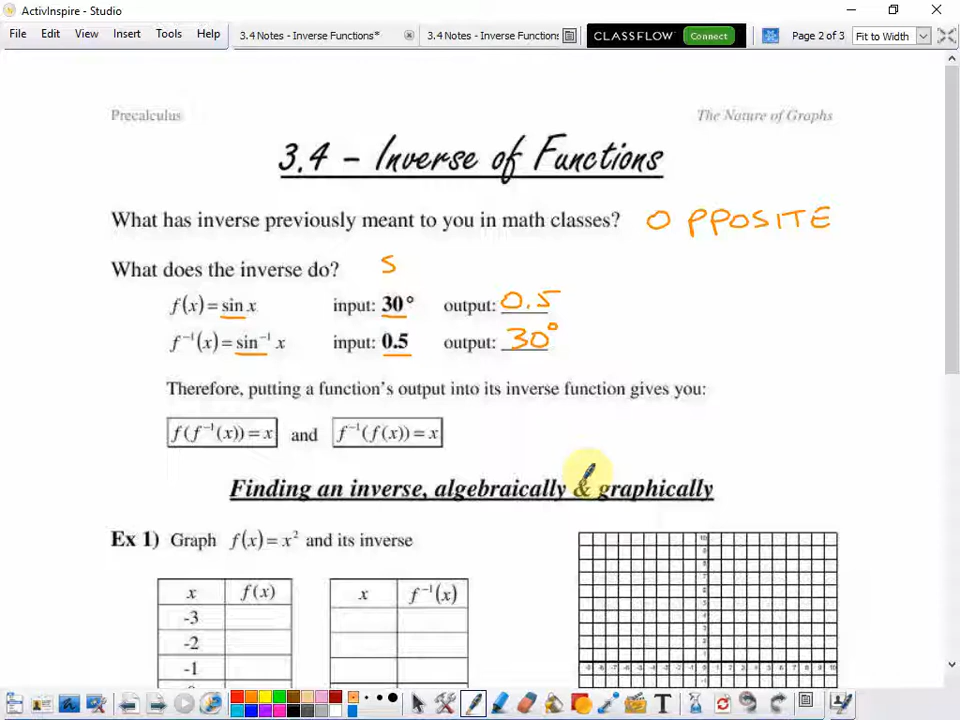 ActivInspire - Studio
File Edit View Insert Tools Help
3.4 Notes - Inverse Functions*
3.4 Notes - Inverse Functions
CLASSFLOW Connect
Page 2 of 3
Fit to Width
Precalculus
The Nature of Graphs
3.4 – Inverse of Functions
What has inverse previously meant to you in math classes? OPPOSITE
What does the inverse do? S
f(x) = sin x input: 30° output: 0.5
f⁻¹(x) = sin⁻¹ x input: 0.5 output: 30°
Therefore, putting a function's output into its inverse function gives you:
f(f⁻¹(x)) = x and f⁻¹(f(x)) = x
Finding an inverse, algebraically & graphically
Ex 1) Graph f(x) = x² and its inverse
x f(x) x f⁻¹(x)
-3
-2
-1